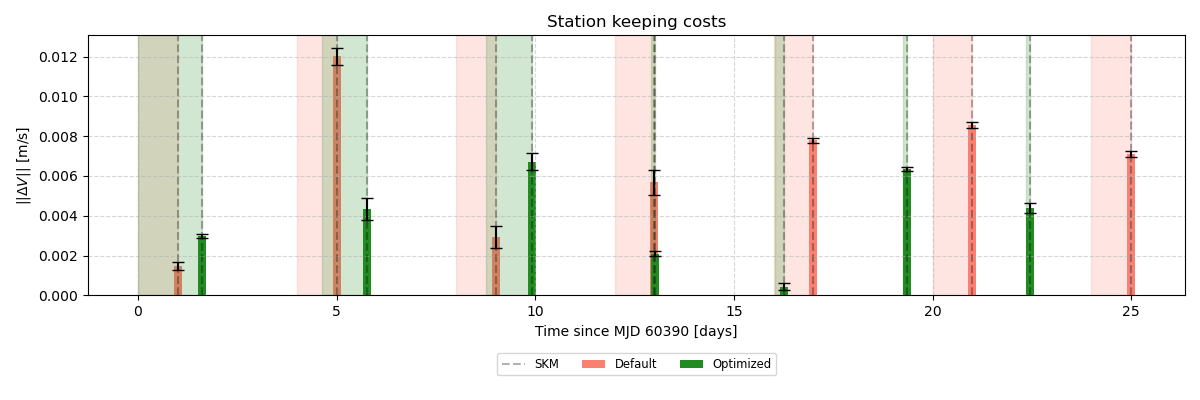 Station keeping costs
||ΔV|| [m/s]
0.012
0.010
0.008
0.006
0.004
0.002
0.000
0 5 10 15 20 25
Time since MJD 60390 [days]
SKM Default Optimized